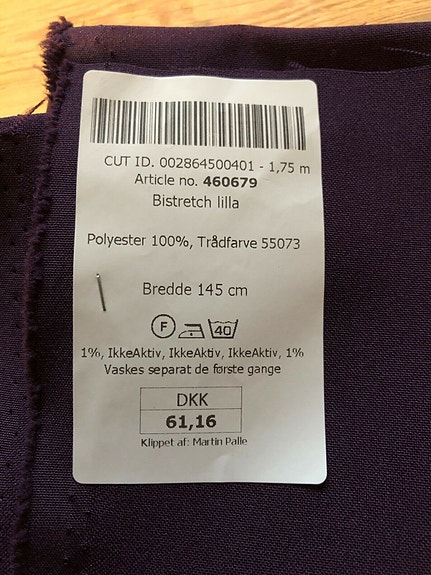 CUT ID. 002864500401 - 1,75 m
Article no. 460679
Bistretch lilla
Polyester 100%, Trådfarve 55073
Bredde 145 cm
F 40
1%, IkkeAktiv, IkkeAktiv, IkkeAktiv, 1%
Vaskes separat de første gange
DKK
61,16
Klippet af: Martin Palle